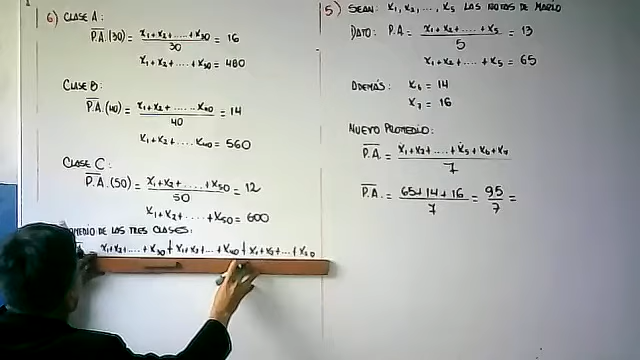 6) CLASE A:
P.A.(30) = x₁+x₂+.....+x₃₀ / 30 = 16
x₁+x₂+.... +x₃₀ = 480
CLASE B:
P.A.(40) = x₁+x₂+..... x₄₀ / 40 = 14
x₁+x₂+.... x₄₀ = 560
CLASE C:
P.A.(50) = x₁+x₂+....+x₅₀ / 50 = 12
x₁+x₂+.....+x₅₀ = 600
DE LAS TRES CLASES:
x₁+x₂+....+x₃₀ + x₁+x₂+...+x₄₀ + x₁+x₂+...+x₅₀
5) SEAN: x₁, x₂, ..., x₅ LAS NOTAS DE MARIO
DATO: P.A. = x₁+x₂+....+x₅ / 5 = 13
x₁+x₂+.... +x₅ = 65
ADEMÁS: x₆ = 14
x₇ = 16
NUEVO PROMEDIO:
P.A. = x₁+x₂+....+x₅+x₆+x₇ / 7
P.A. = 65+14+16 / 7 = 95 / 7 =